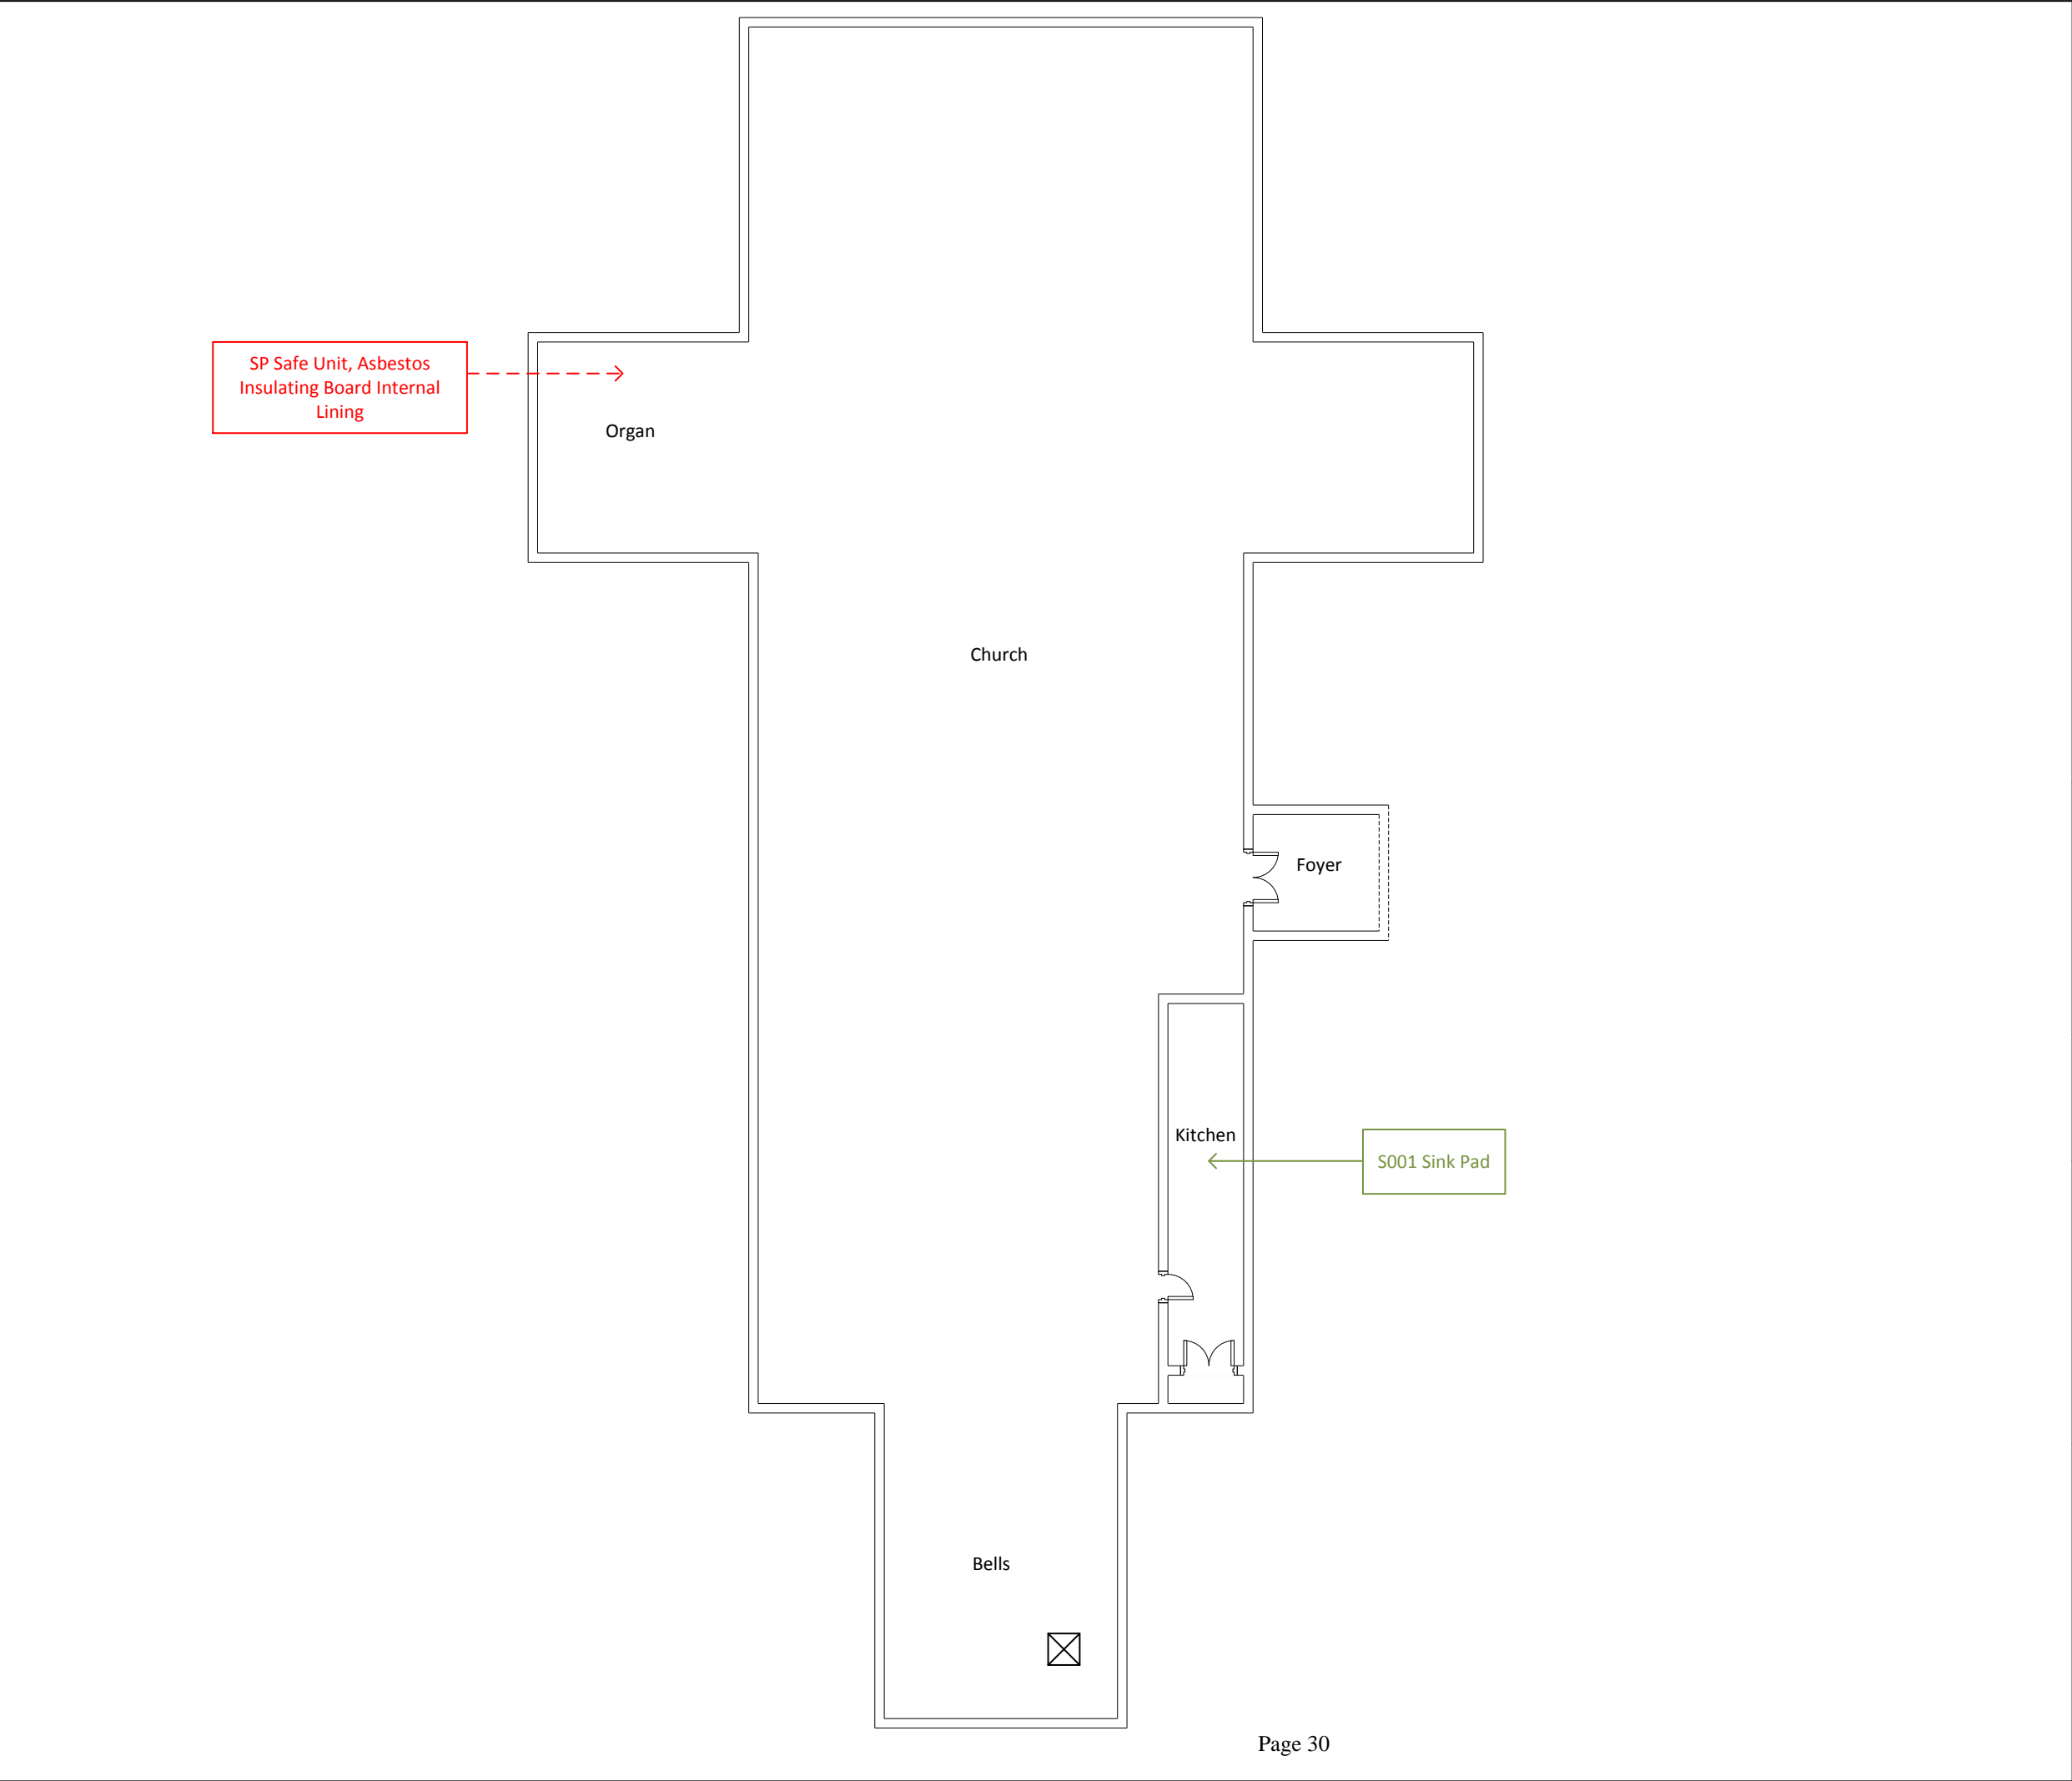 SP Safe Unit, Asbestos
Insulating Board Internal
Lining
Organ
Church
Foyer
Kitchen
S001 Sink Pad
Bells
Page 30